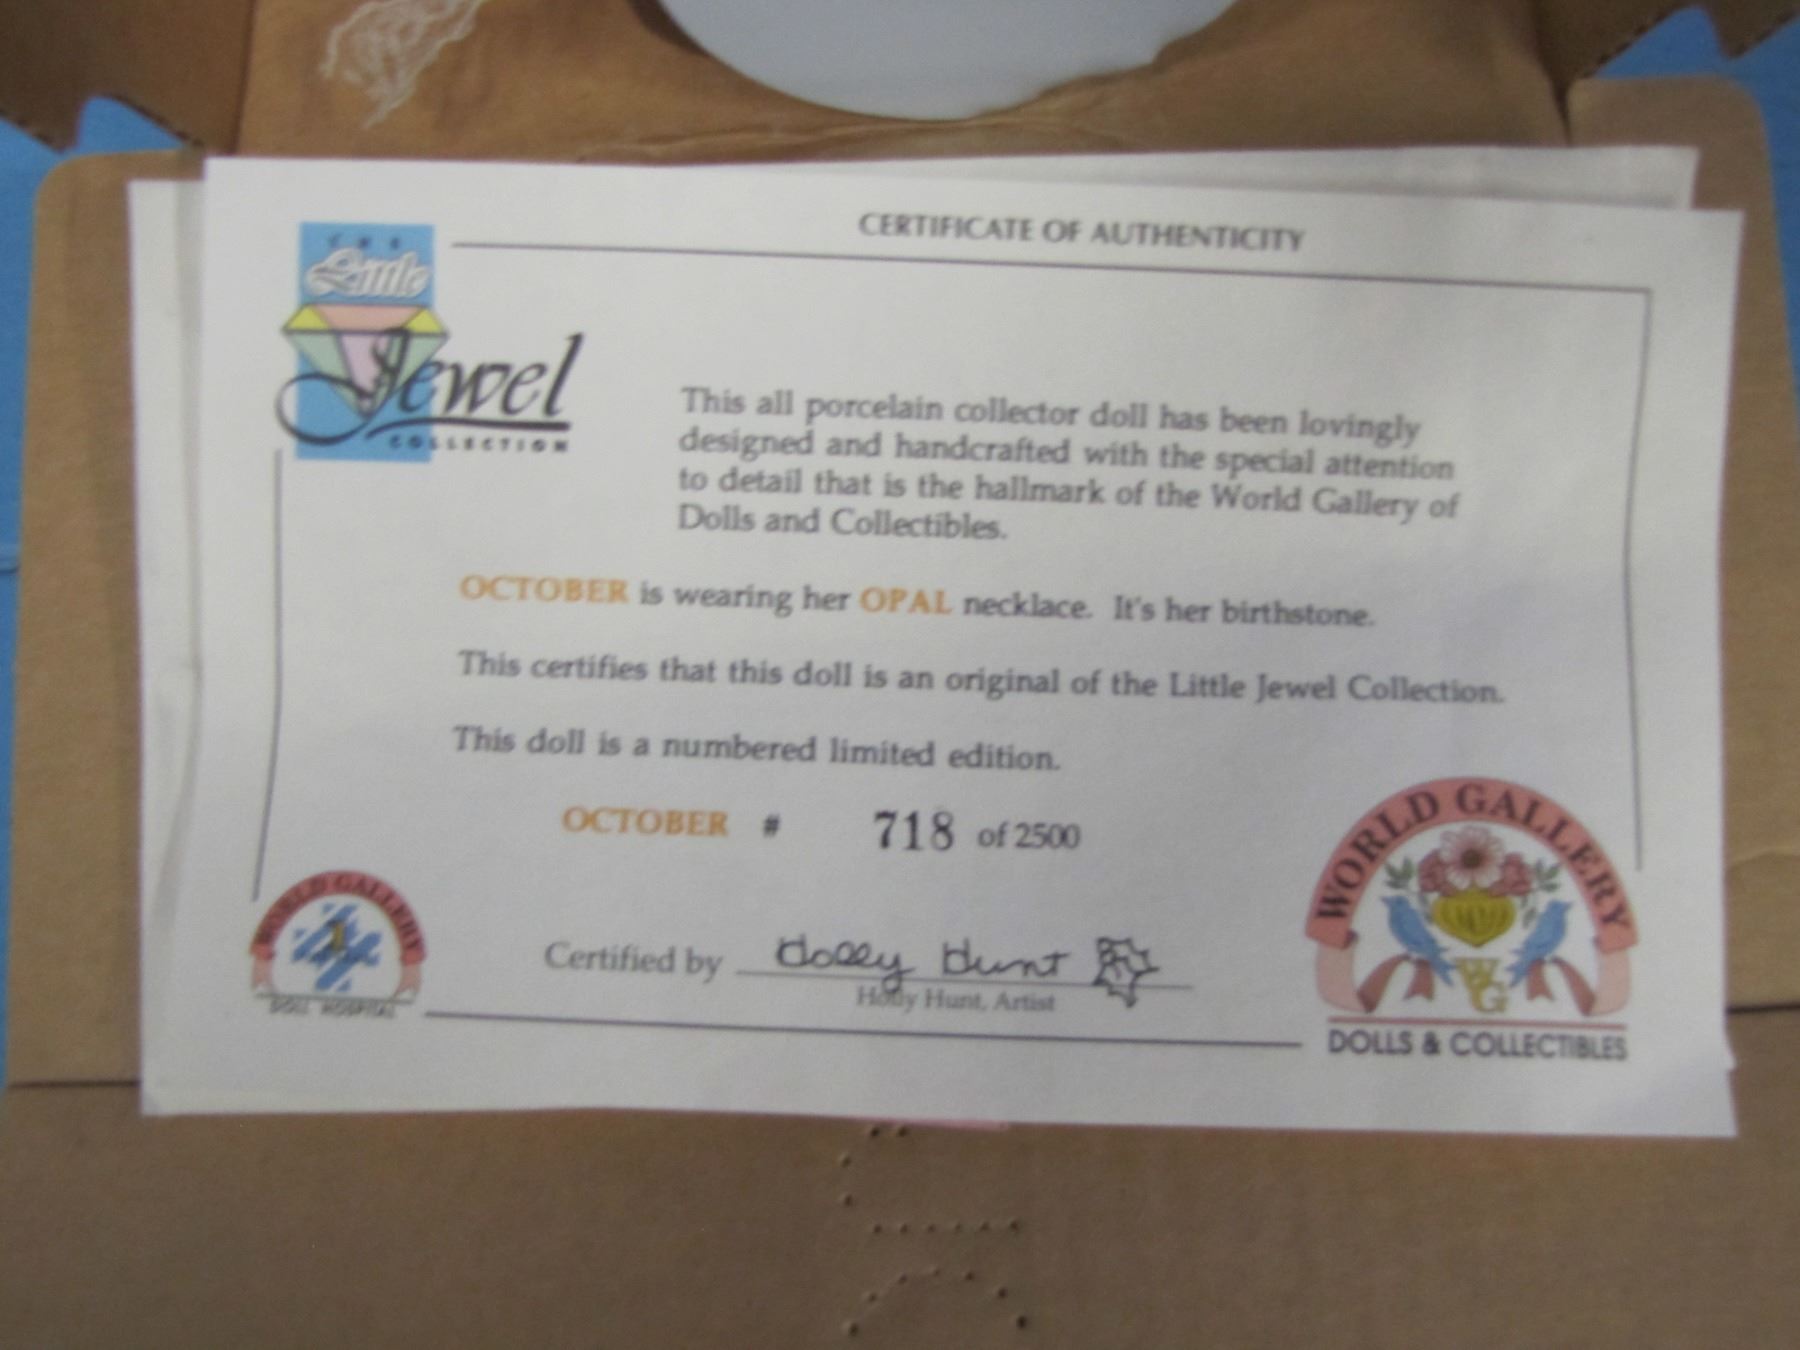 CERTIFICATE OF AUTHENTICITY
THE
Little
Jewel
COLLECTION
This all porcelain collector doll has been lovingly
designed and handcrafted with the special attention
to detail that is the hallmark of the World Gallery of
Dolls and Collectibles.
OCTOBER is wearing her OPAL necklace. It's her birthstone.
This certifies that this doll is an original of the Little Jewel Collection.
This doll is a numbered limited edition.
OCTOBER # 718 of 2500
WORLD GALLERY
DOLL HOSPITAL
Certified by Holly Hunt
Holly Hunt, Artist
WORLD GALLERY
WG
DOLLS & COLLECTIBLES